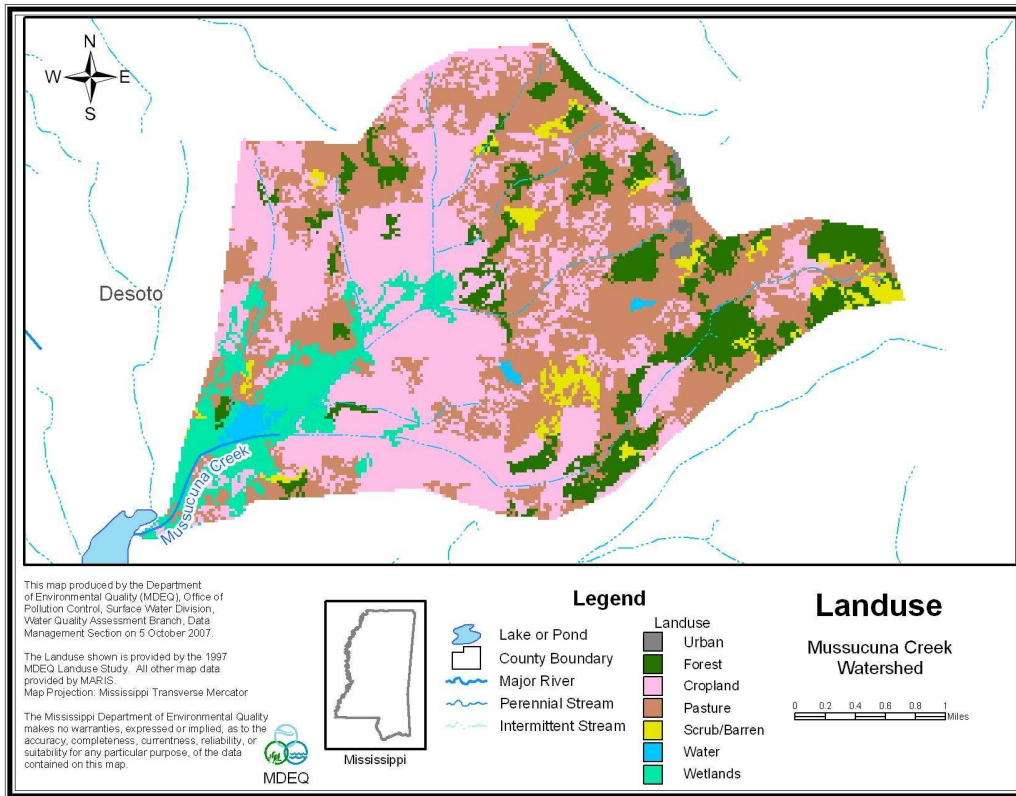 N
W E
S
Desoto
Mussucuna Creek
This map produced by the Department
of Environmental Quality (MDEQ), Office of
Pollution Control, Surface Water Division,
Water Quality Assessment Branch, Data
Management Section on 5 October 2007.
The Landuse shown is provided by the 1997
MDEQ Landuse Study. All other map data
provided by MARIS.
Map Projection: Mississippi Transverse Mercator
The Mississippi Department of Environmental Quality
makes no warranties, expressed or implied, as to the
accuracy, completeness, currentness, reliability, or
suitability for any particular purpose, of the data
contained on this map.
MDEQ
Mississippi
Legend
Lake or Pond
County Boundary
Major River
Perennial Stream
Intermittent Stream
Landuse
Urban
Forest
Cropland
Pasture
Scrub/Barren
Water
Wetlands
Landuse
Mussucuna Creek
Watershed
0 0.2 0.4 0.6 0.8 1
Miles